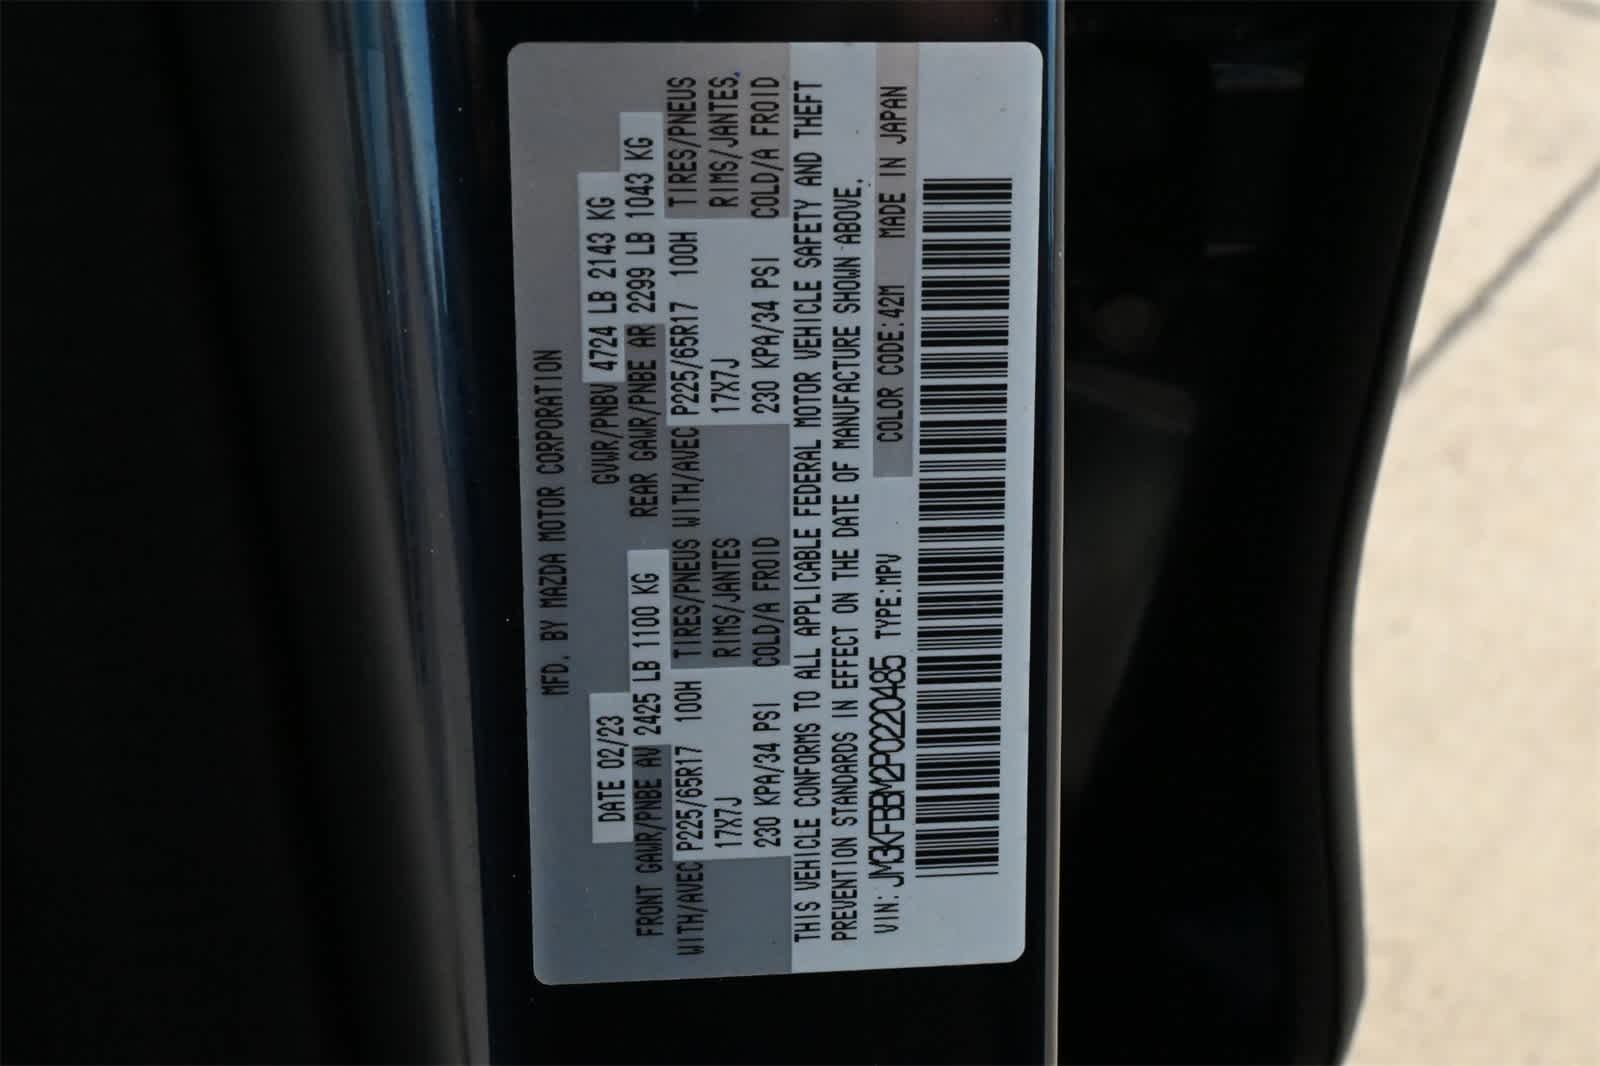 MFD. BY MAZDA MOTOR CORPORATION
DATE 02/23 GVWR/PNBV 4724 LB 2143 KG
FRONT GAWR/PNBE AV 2425 LB 1100 KG REAR GAWR/PNBE AR 2299 LB 1043 KG
WITH/AVEC P225/65R17 100H TIRES/PNEUS WITH/AVEC P225/65R17 100H TIRES/PNEUS
17X7J RIMS/JANTES 17X7J RIMS/JANTES.
230 KPA/34 PSI COLD/A FROID 230 KPA/34 PSI COLD/A FROID
THIS VEHICLE CONFORMS TO ALL APPLICABLE FEDERAL MOTOR VEHICLE SAFETY AND THEFT
PREVENTION STANDARDS IN EFFECT ON THE DATE OF MANUFACTURE SHOWN ABOVE.
VIN: JM3KFBBM2P0220485 TYPE:MPV COLOR CODE:42M MADE IN JAPAN